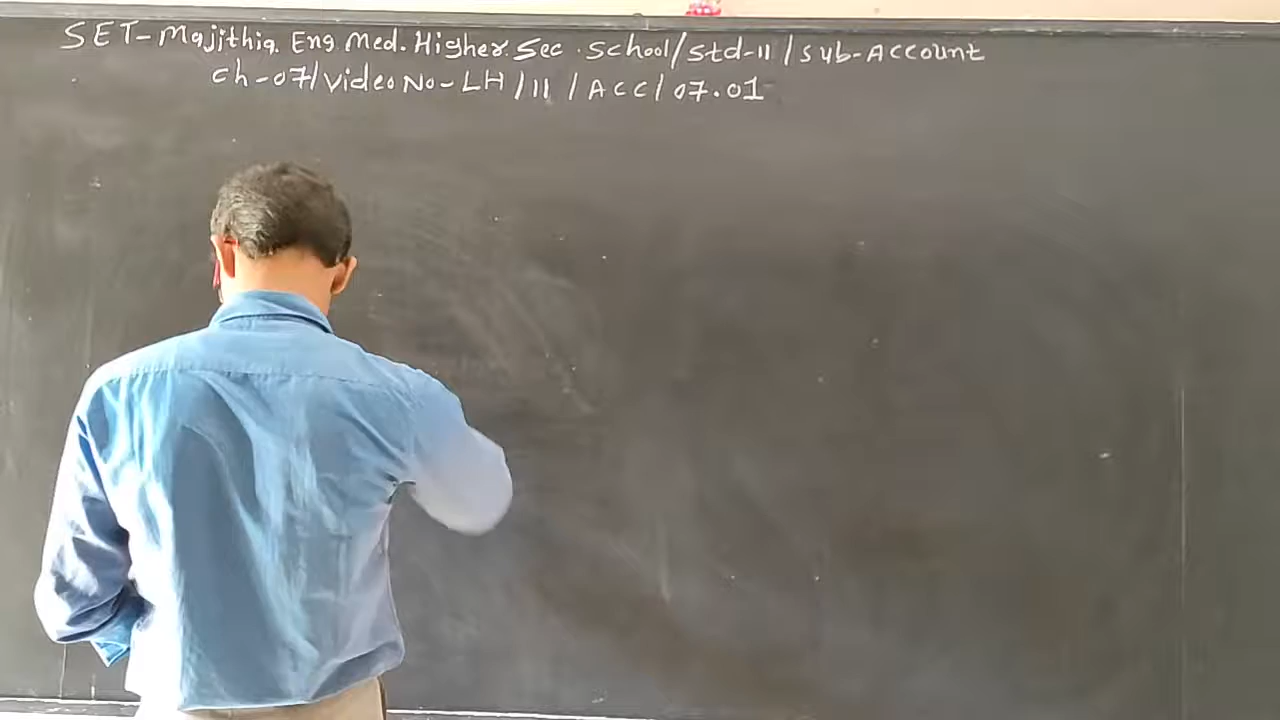 SET-Majithia Eng Med. Higher. Sec. School/Std-11/Sub-Account
Ch-07/Video No-LH/11/ACC/07.01